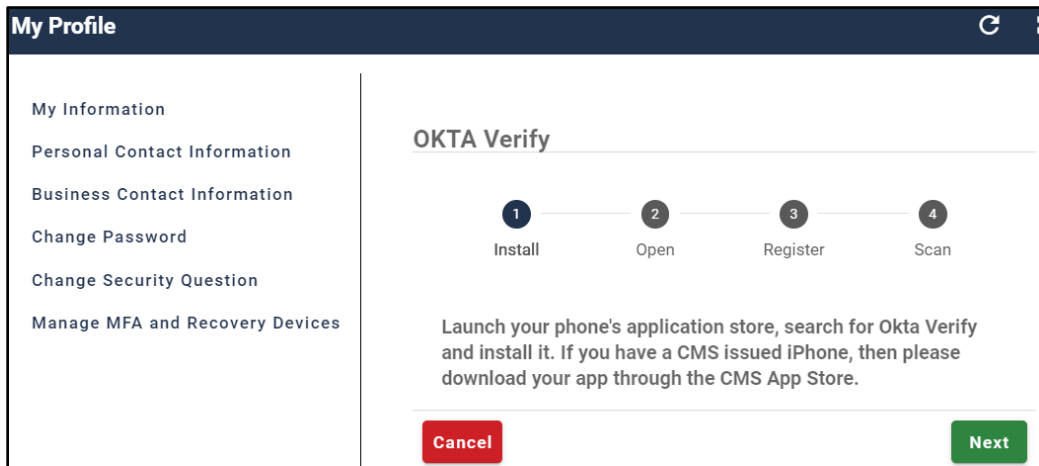 My Profile
My Information
Personal Contact Information
Business Contact Information
Change Password
Change Security Question
Manage MFA and Recovery Devices
OKTA Verify
1
Install
2
Open
3
Register
4
Scan
Launch your phone's application store, search for Okta Verify
and install it. If you have a CMS issued iPhone, then please
download your app through the CMS App Store.
Cancel
Next